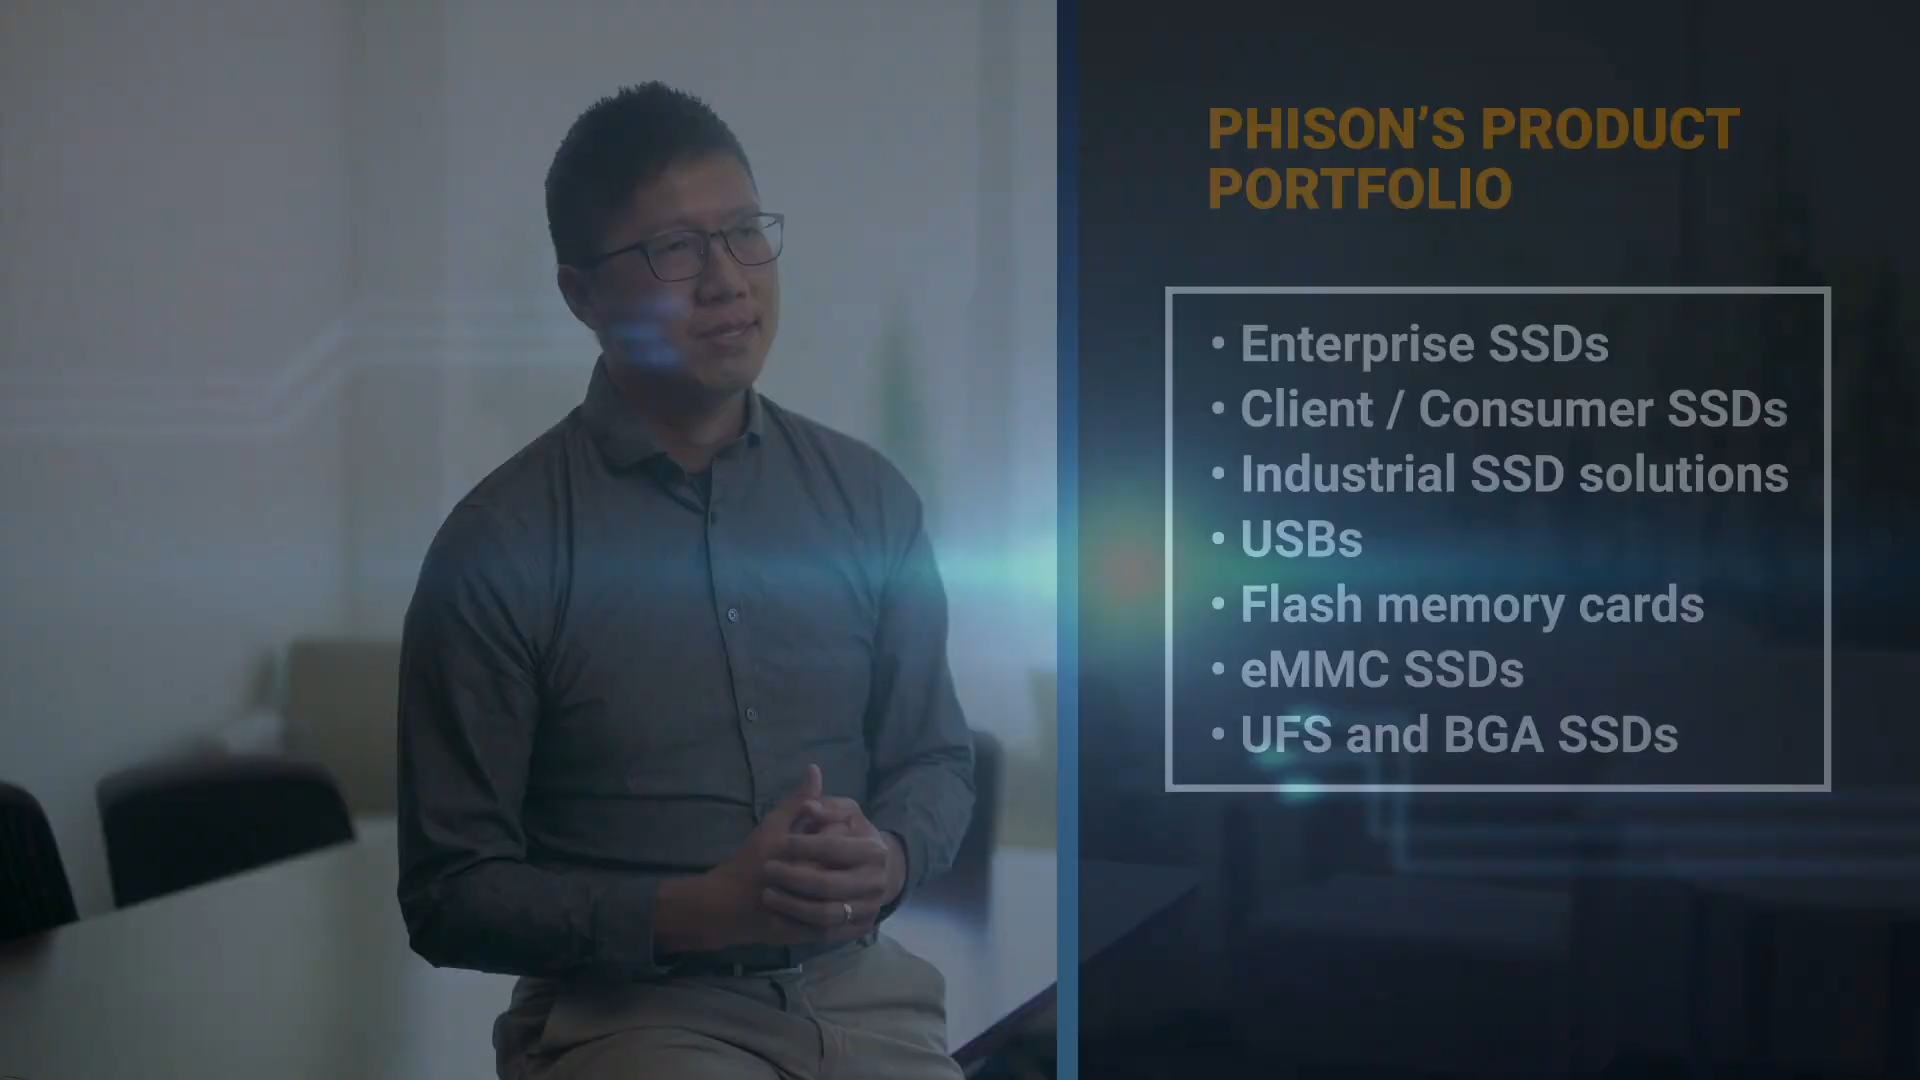 PHISON’S PRODUCT
PORTFOLIO
• Enterprise SSDs
• Client / Consumer SSDs
• Industrial SSD solutions
• USBs
• Flash memory cards
• eMMC SSDs
• UFS and BGA SSDs